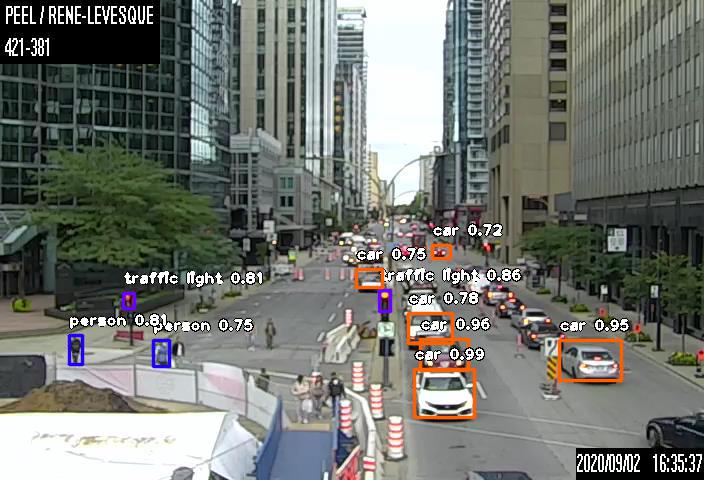 PEEL / RENE-LEVESQUE
421-381
car 0.72
car 0.75
traffic light 0.81
traffic light 0.86
car 0.78
person 0.81
person 0.75
car 0.96
car 0.95
car 0.99
2020/09/02 16:35:37